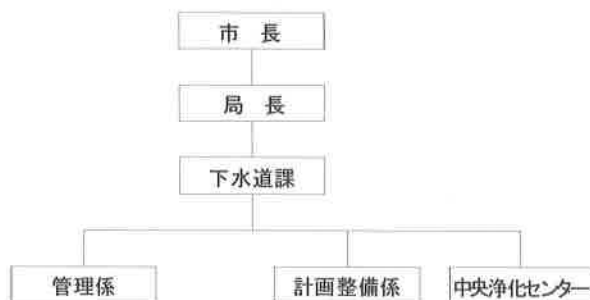 市長
局長
下水道課
管理係
計画整備係
中央浄化センター